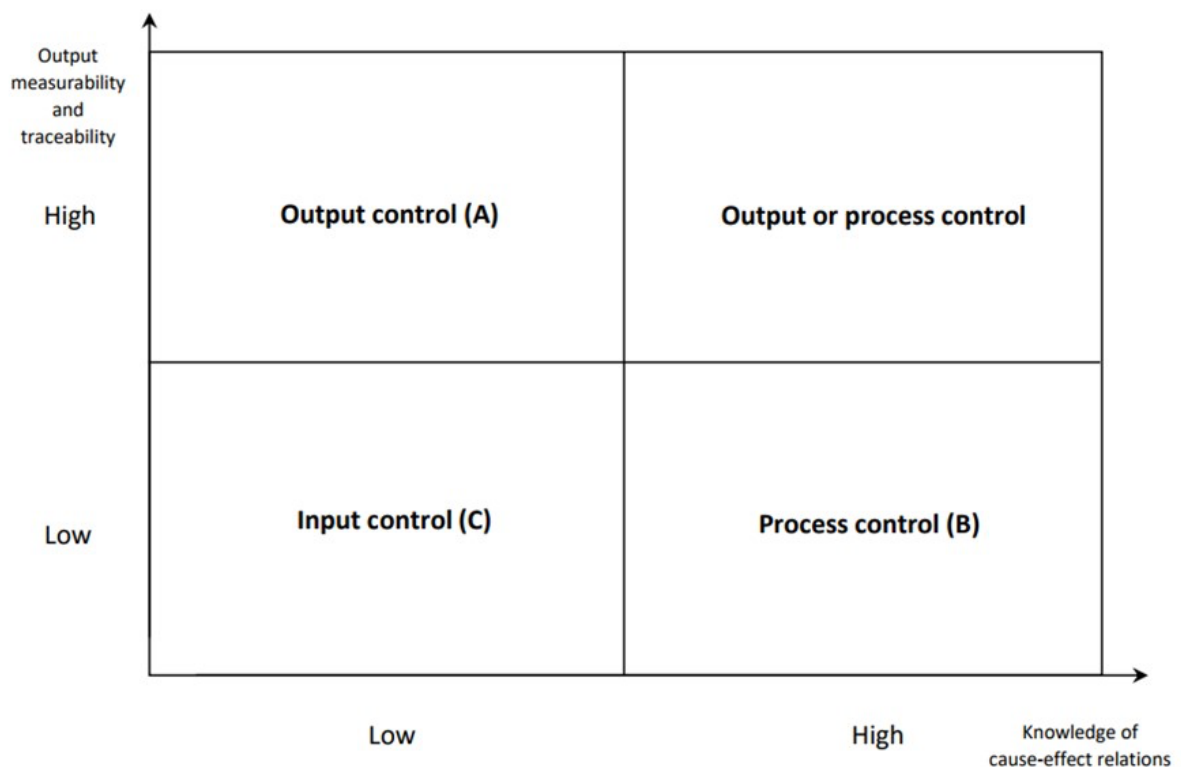 Output
measurability
and
traceability
High
Output control (A)
Output or process control
Low
Input control (C)
Process control (B)
Low
High
Knowledge of
cause-effect relations